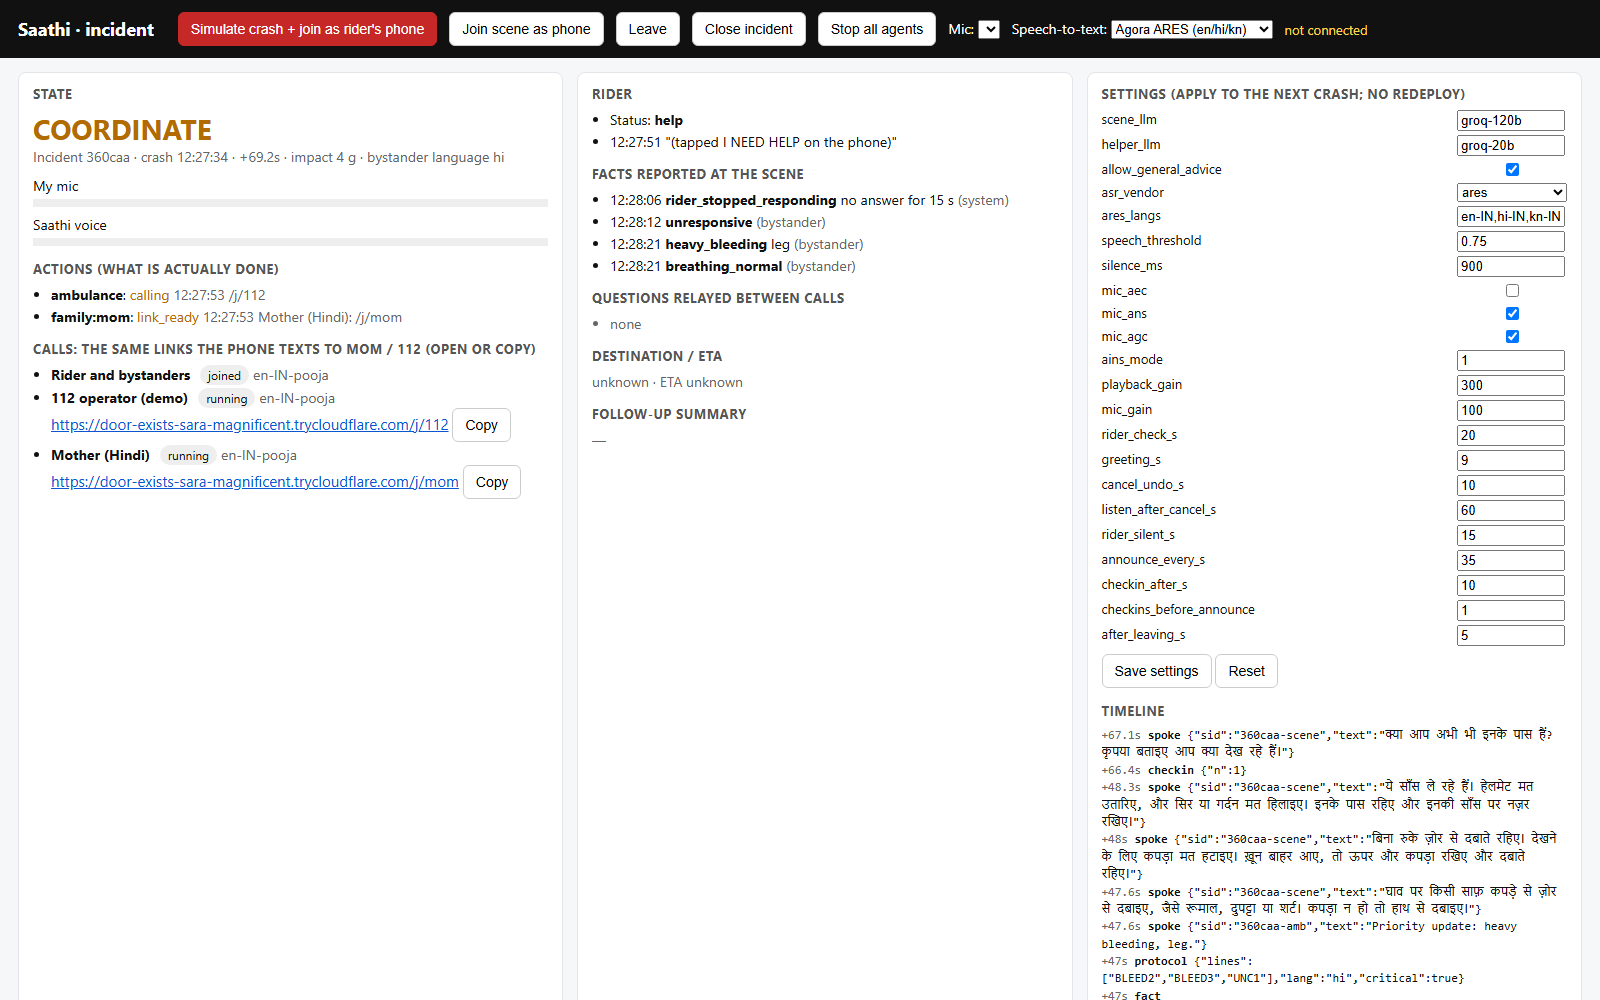 Saathi · incident
Simulate crash + join as rider's phone
Join scene as phone
Leave
Close incident
Stop all agents
Mic:
Speech-to-text: Agora ARES (en/hi/kn)
not connected
STATE
COORDINATE
Incident 360caa · crash 12:27:34 · +69.2s · impact 4 g · bystander language hi
My mic
Saathi voice
ACTIONS (WHAT IS ACTUALLY DONE)
ambulance: calling 12:27:53 /j/112
family:mom: link_ready 12:27:53 Mother (Hindi): /j/mom
CALLS: THE SAME LINKS THE PHONE TEXTS TO MOM / 112 (OPEN OR COPY)
Rider and bystanders joined en-IN-pooja
112 operator (demo) running en-IN-pooja
https://door-exists-sara-magnificent.trycloudflare.com/j/112 Copy
Mother (Hindi) running en-IN-pooja
https://door-exists-sara-magnificent.trycloudflare.com/j/mom Copy
RIDER
Status: help
12:27:51 "(tapped I NEED HELP on the phone)"
FACTS REPORTED AT THE SCENE
12:28:06 rider_stopped_responding no answer for 15 s (system)
12:28:12 unresponsive (bystander)
12:28:21 heavy_bleeding leg (bystander)
12:28:21 breathing_normal (bystander)
QUESTIONS RELAYED BETWEEN CALLS
none
DESTINATION / ETA
unknown · ETA unknown
FOLLOW-UP SUMMARY
—
SETTINGS (APPLY TO THE NEXT CRASH; NO REDEPLOY)
scene_llm groq-120b
helper_llm groq-20b
allow_general_advice
asr_vendor ares
ares_langs en-IN,hi-IN,kn-IN
speech_threshold 0.75
silence_ms 900
mic_aec
mic_ans
mic_agc
ains_mode 1
playback_gain 300
mic_gain 100
rider_check_s 20
greeting_s 9
cancel_undo_s 10
listen_after_cancel_s 60
rider_silent_s 15
announce_every_s 35
checkin_after_s 10
checkins_before_announce 1
after_leaving_s 5
Save settings Reset
TIMELINE
+67.1s spoke {"sid":"360caa-scene","text":"क्या आप अभी भी इनके पास हैं?
कृपया बताइए आप क्या देख रहे हैं।"}
+66.4s checkin {"n":1}
+48.3s spoke {"sid":"360caa-scene","text":"ये साँस ले रहे हैं। हेलमेट मत
उतारिए, और सिर या गर्दन मत हिलाइए। इनके पास रहिए और इनकी साँस पर नज़र
रखिए।"}
+48s spoke {"sid":"360caa-scene","text":"बिना रुके ज़ोर से दबाते रहिए। देखने
के लिए कपड़ा मत हटाइए। ख़ून बाहर आए, तो ऊपर और कपड़ा रखिए और दबाते
रहिए।"}
+47.6s spoke {"sid":"360caa-scene","text":"घाव पर किसी साफ़ कपड़े से ज़ोर
से दबाइए, जैसे रूमाल, दुपट्टा या शर्ट। कपड़ा न हो तो हाथ से दबाइए।"}
+47.6s spoke {"sid":"360caa-amb","text":"Priority update: heavy
bleeding, leg."}
+47s protocol {"lines":
["BLEED2","BLEED3","UNC1"],"lang":"hi","critical":true}
+47s fact